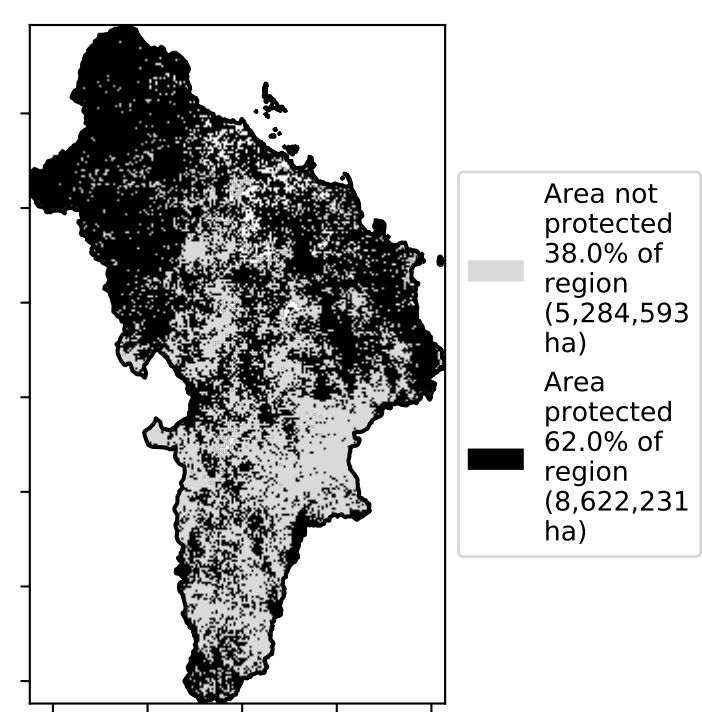 Area not
protected
38.0% of
region
(5,284,593
ha)
Area
protected
62.0% of
region
(8,622,231
ha)